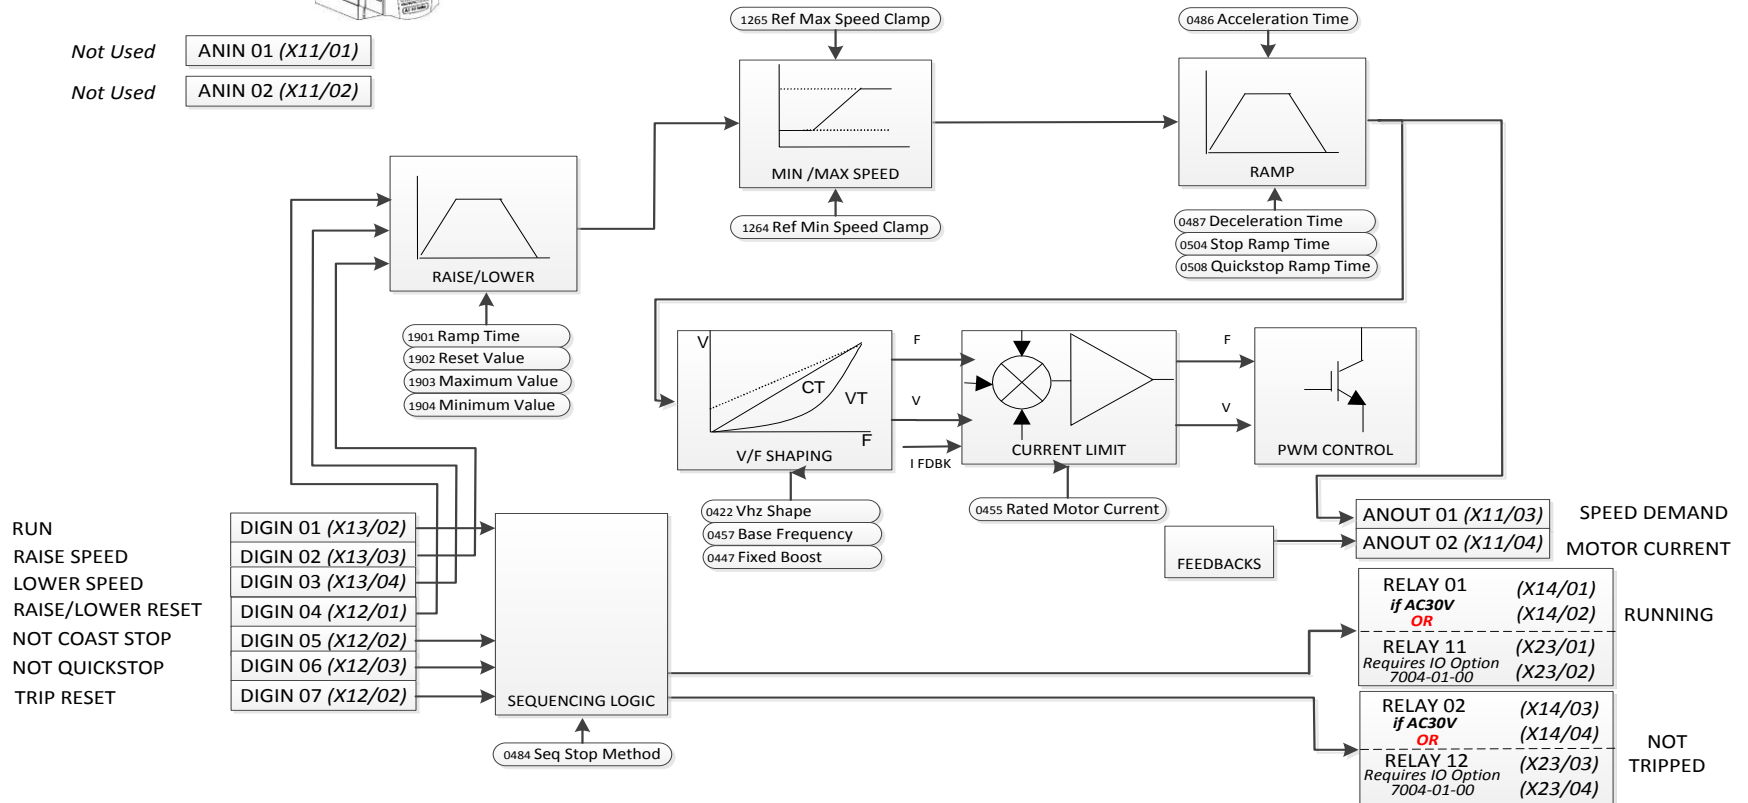 1265 Ref Max Speed Clamp
0486 Acceleration Time
Not Used ANIN 01 (X11/01)
Not Used ANIN 02 (X11/02)
MIN /MAX SPEED
RAMP
1264 Ref Min Speed Clamp
0487 Deceleration Time
0504 Stop Ramp Time
0508 Quickstop Ramp Time
RAISE/LOWER
1901 Ramp Time
1902 Reset Value
1903 Maximum Value
1904 Minimum Value
V
CT
VT
F
V/F SHAPING
F
V
I FDBK
CURRENT LIMIT
F
V
PWM CONTROL
0422 Vhz Shape
0457 Base Frequency
0447 Fixed Boost
0455 Rated Motor Current
FEEDBACKS
ANOUT 01 (X11/03) SPEED DEMAND
ANOUT 02 (X11/04) MOTOR CURRENT
RUN DIGIN 01 (X13/02)
RAISE SPEED DIGIN 02 (X13/03)
LOWER SPEED DIGIN 03 (X13/04)
RAISE/LOWER RESET DIGIN 04 (X12/01)
NOT COAST STOP DIGIN 05 (X12/02)
NOT QUICKSTOP DIGIN 06 (X12/03)
TRIP RESET DIGIN 07 (X12/02)
SEQUENCING LOGIC
0484 Seq Stop Method
RELAY 01 (X14/01)
if AC30V (X14/02)
OR
RUNNING
RELAY 11 (X23/01)
Requires IO Option (X23/02)
7004-01-00
RELAY 02 (X14/03)
if AC30V (X14/04)
OR
NOT
TRIPPED
RELAY 12 (X23/03)
Requires IO Option (X23/04)
7004-01-00